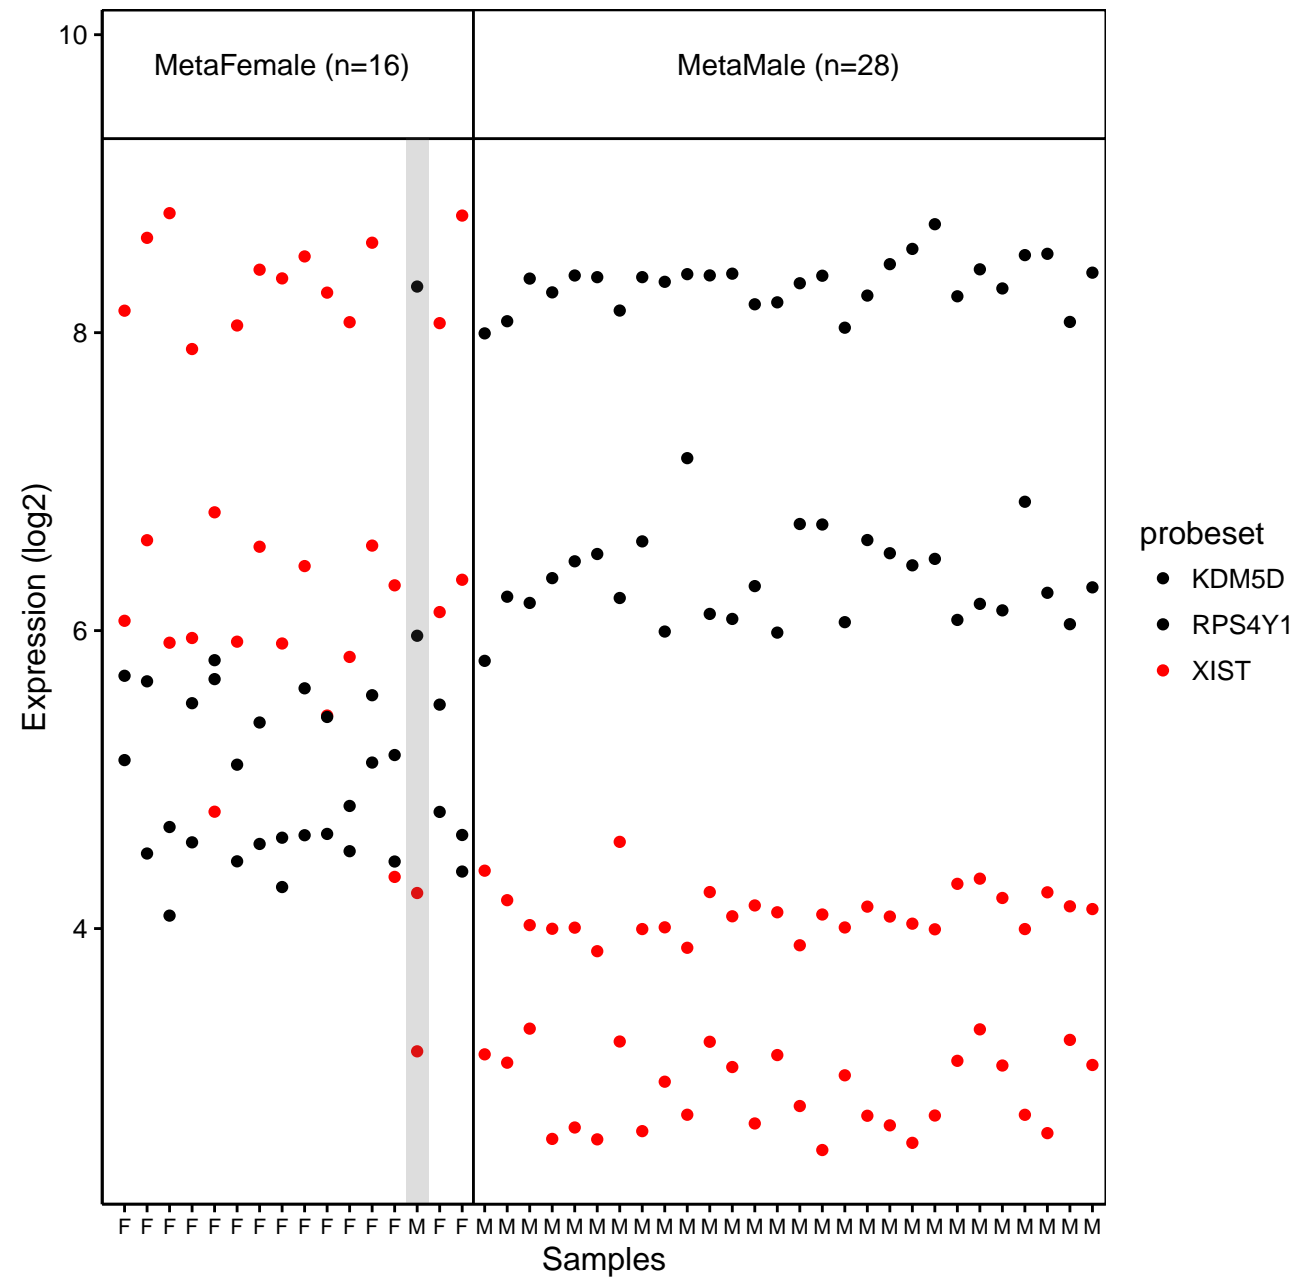 MetaFemale (n=16) MetaMale (n=28)
10
8
6
4
Expression (log2)
F F F F F F F F F F F F F M F F M M M M M M M M M M M M M M M M M M M M M M M M M M M M
Samples
probeset
KDM5D
RPS4Y1
XIST